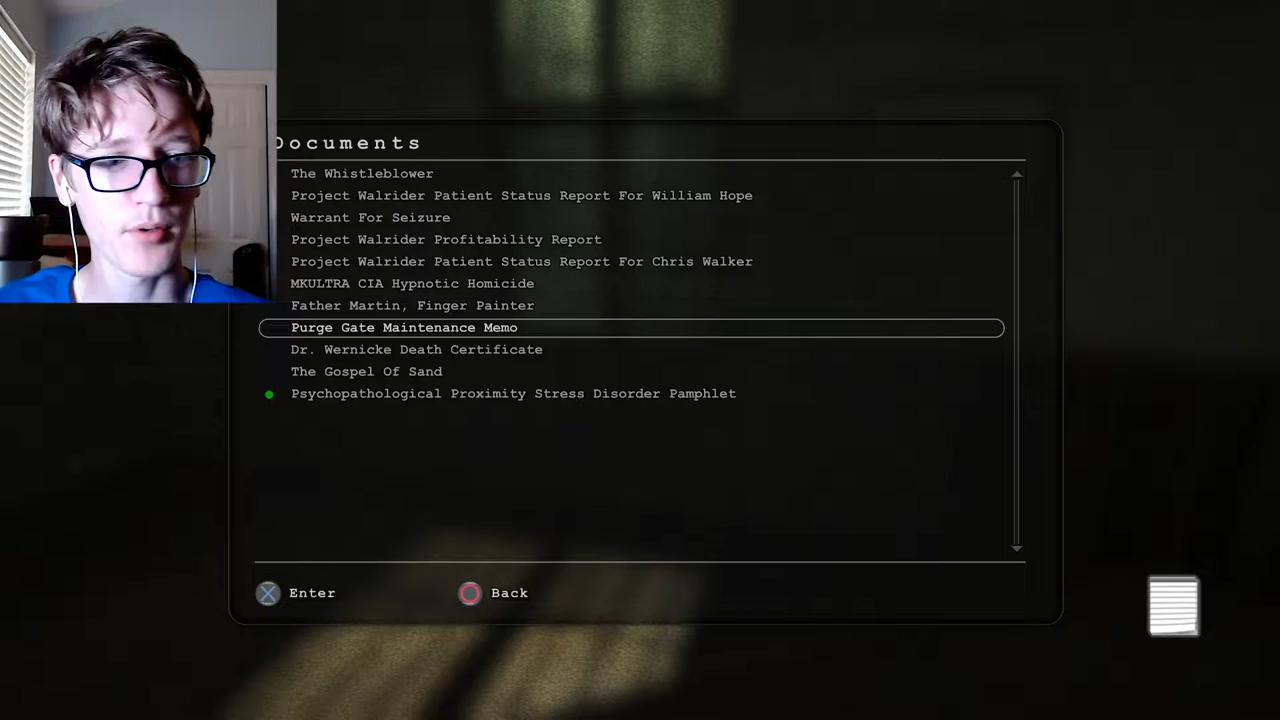 Documents
The Whistleblower
Project Walrider Patient Status Report For William Hope
Warrant For Seizure
Project Walrider Profitability Report
Project Walrider Patient Status Report For Chris Walker
MKULTRA CIA Hypnotic Homicide
Father Martin, Finger Painter
Purge Gate Maintenance Memo
Dr. Wernicke Death Certificate
The Gospel Of Sand
Psychopathological Proximity Stress Disorder Pamphlet
Enter
Back